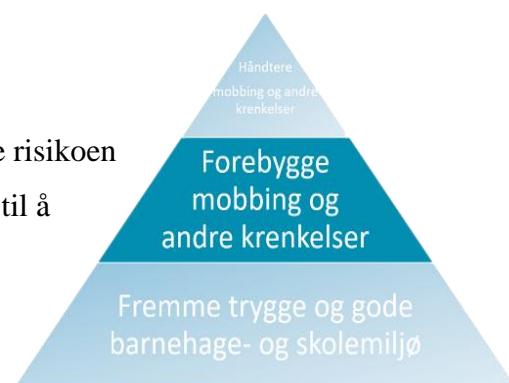 Håndtere
mobbing og andre
krenkelser
e risikoen
til å
Forebygge
mobbing og
andre krenkelser
Fremme trygge og gode
barnehage- og skolemiljø